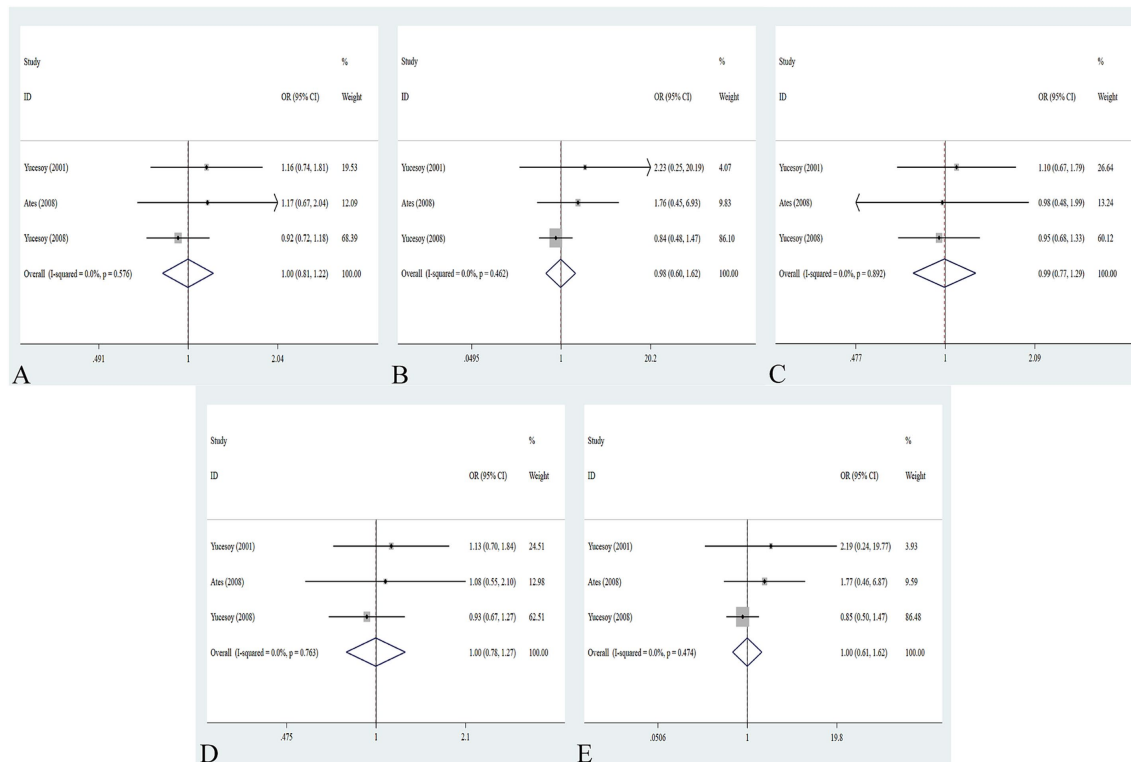 Study %
ID OR (95% CI) Weight
Yucesoy (2001) 1.16 (0.74, 1.81) 19.53
Ates (2008) 1.17 (0.67, 2.04) 12.09
Yucesoy (2008) 0.92 (0.72, 1.18) 68.39
Overall (I-squared = 0.0%, p = 0.576) 1.00 (0.81, 1.22) 100.00
.491 1 2.04
A
Study %
ID OR (95% CI) Weight
Yucesoy (2001) 2.23 (0.25, 20.19) 4.07
Ates (2008) 1.76 (0.45, 6.93) 9.83
Yucesoy (2008) 0.84 (0.48, 1.47) 86.10
Overall (I-squared = 0.0%, p = 0.462) 0.98 (0.60, 1.62) 100.00
.0495 1 20.2
B
Study %
ID OR (95% CI) Weight
Yucesoy (2001) 1.10 (0.67, 1.79) 26.64
Ates (2008) 0.98 (0.48, 1.99) 13.24
Yucesoy (2008) 0.95 (0.68, 1.33) 60.12
Overall (I-squared = 0.0%, p = 0.892) 0.99 (0.77, 1.29) 100.00
.477 1 2.09
C
Study %
ID OR (95% CI) Weight
Yucesoy (2001) 1.13 (0.70, 1.84) 24.51
Ates (2008) 1.08 (0.55, 2.10) 12.98
Yucesoy (2008) 0.93 (0.67, 1.27) 62.51
Overall (I-squared = 0.0%, p = 0.763) 1.00 (0.78, 1.27) 100.00
.475 1 2.1
D
Study %
ID OR (95% CI) Weight
Yucesoy (2001) 2.19 (0.24, 19.77) 3.93
Ates (2008) 1.77 (0.46, 6.87) 9.59
Yucesoy (2008) 0.85 (0.50, 1.47) 86.48
Overall (I-squared = 0.0%, p = 0.474) 1.00 (0.61, 1.62) 100.00
.0506 1 19.8
E